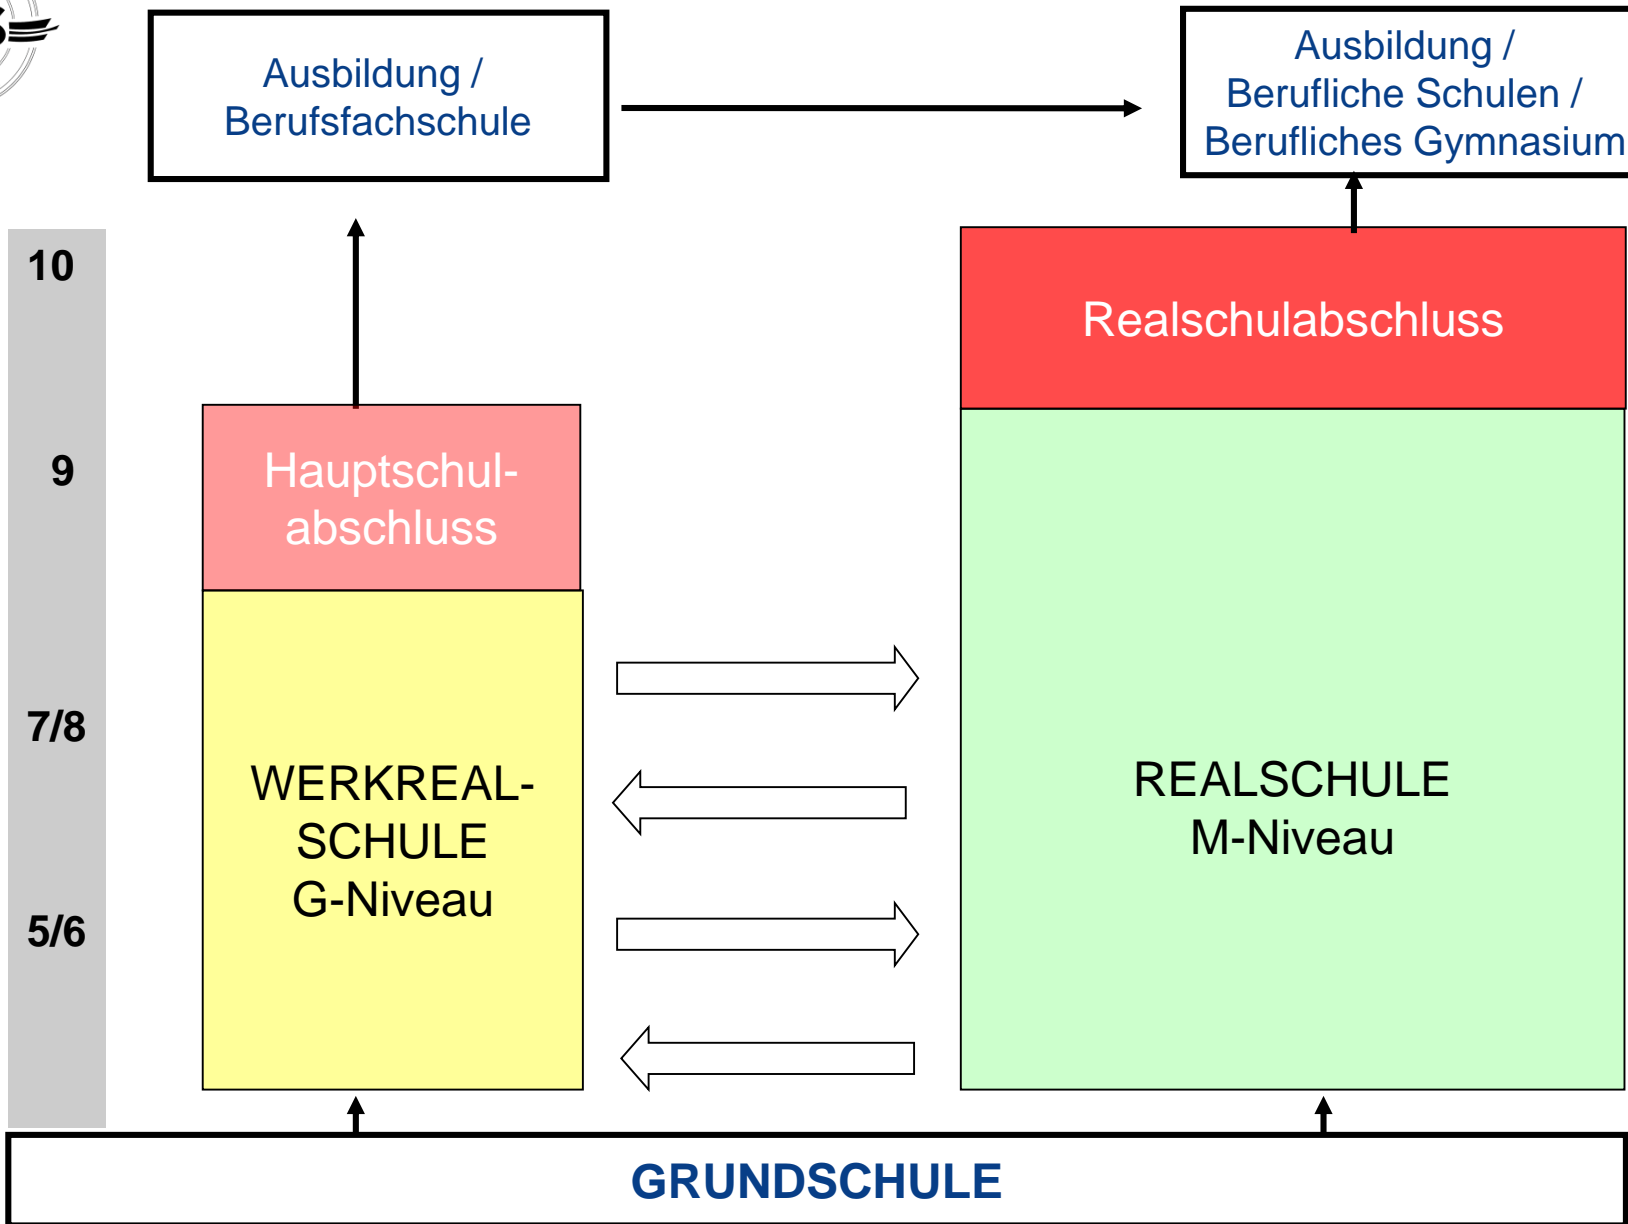 S
Ausbildung /
Berufsfachschule
Ausbildung /
Berufliche Schulen /
Berufliches Gymnasium
10
Realschulabschluss
9
Hauptschul-
abschluss
7/8
WERKREAL-
SCHULE
G-Niveau
REALSCHULE
M-Niveau
5/6
GRUNDSCHULE